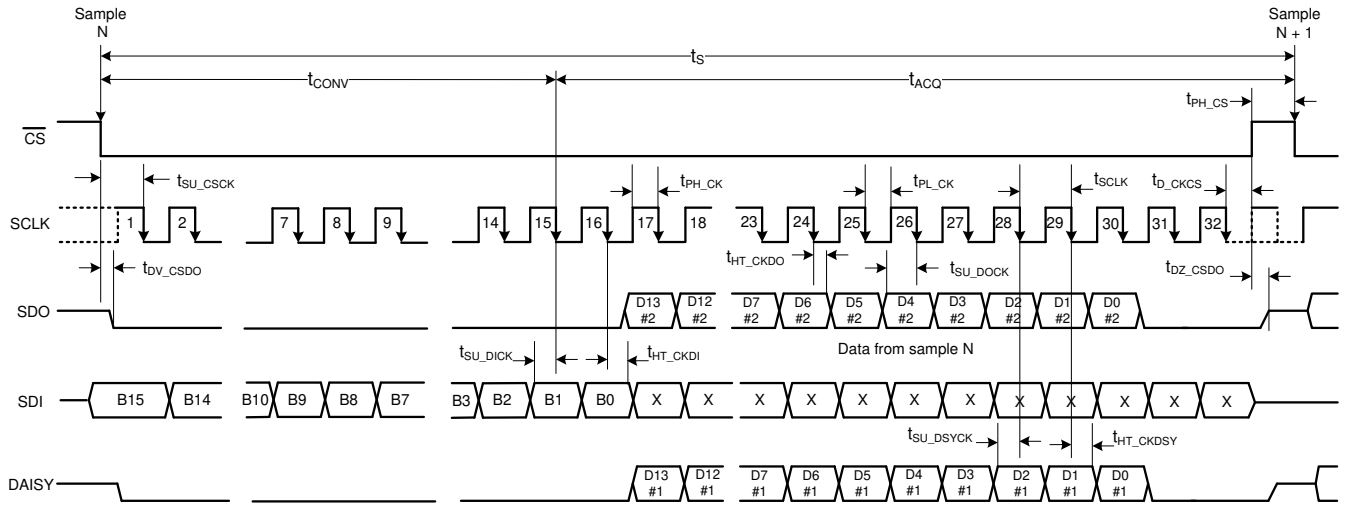 Sample
N
Sample
N + 1
tS
tCONV
tACQ
tPH_CS
CS
tSU_CSCK
tPH_CK
tPL_CK
tSCLK
tD_CKCS
SCLK
1 2 7 8 9 14 15 16 17 18 23 24 25 26 27 28 29 30 31 32
tDV_CSDO
tHT_CKDO
tSU_DOCK
tDZ_CSDO
SDO
D13 D12 D7 D6 D5 D4 D3 D2 D1 D0
#2 #2 #2 #2 #2 #2 #2 #2 #2 #2
Data from sample N
tSU_DICK
tHT_CKDI
SDI
B15 B14 B10 B9 B8 B7 B3 B2 B1 B0 X X X X X X X X X X X X
tSU_DSYCK
tHT_CKDSY
DAISY
D13 D12 D7 D6 D5 D4 D3 D2 D1 D0
#1 #1 #1 #1 #1 #1 #1 #1 #1 #1